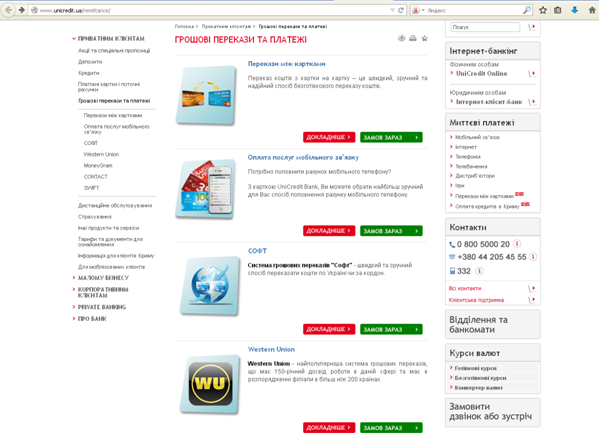 www.unicredit.ua/remittance/
Яндекс
Головна › Приватним клієнтам › Грошові перекази та платежі
ПРИВАТНИМ КЛІЄНТАМ
Акції та спеціальні пропозиції
Депозити
Кредити
Платіжні картки і поточні
рахунки
Грошові перекази та платежі
Перекази між картками
Оплата послуг мобільного
зв'язку
СОФТ
Western Union
MoneyGram
CONTACT
SWIFT
Дистанційне обслуговування
Страхування
Інші продукти та сервіси
Тарифи та документи для
ознайомлення
Інформація для клієнтів Криму
Для мобілізованих клієнтів
МАЛОМУ БІЗНЕСУ
КОРПОРАТИВНИМ
КЛІЄНТАМ
PRIVATE BANKING
ПРО БАНК
ГРОШОВІ ПЕРЕКАЗИ ТА ПЛАТЕЖІ
Перекази між картками
Переказ коштів з картки на картку – це швидкий, зручний та
надійний спосіб безготівкового переказу коштів.
ДОКЛАДНІШЕ › ЗАМОВ ЗАРАЗ ›
Оплата послуг мобільного зв'язку
Потрібно поповнити рахунок мобільного телефону?
З карткою UniCredit Bank, Ви можете обрати найбільш зручний
для Вас спосіб поповнення рахунку мобільного телефону.
ДОКЛАДНІШЕ › ЗАМОВ ЗАРАЗ ›
СОФТ
Система грошових переказів "Софт" - швидкий та зручний
спосіб переказати кошти по Україні чи за кордон.
ДОКЛАДНІШЕ › ЗАМОВ ЗАРАЗ ›
Western Union
WU
Western Union - найпопулярніша система грошових переказів,
що має 150-річний досвід роботи в даній сфері та має в
розпорядженні філіали в більш ніж 200 країнах.
ДОКЛАДНІШЕ › ЗАМОВ ЗАРАЗ ›
Пошук
Інтернет-банкінг
Фізичним особам
UniCredit Online
Юридичним особам
Інтернет-клієнт-банк
Миттєві платежі
Мобільний зв'язок
Інтернет
Телефонія
Телебачення
Дистриб'ютори
Ігри
Перекази між картками
Оплата кредитів в Криму
Контакти
0 800 5000 20
+380 44 205 45 55
332
Всі контакти
Клієнтська підтримка
Відділення та
банкомати
Курси валют
Готівкові курси
Безготівкові курси
Конвертор валют
Замовити
дзвінок або зустріч